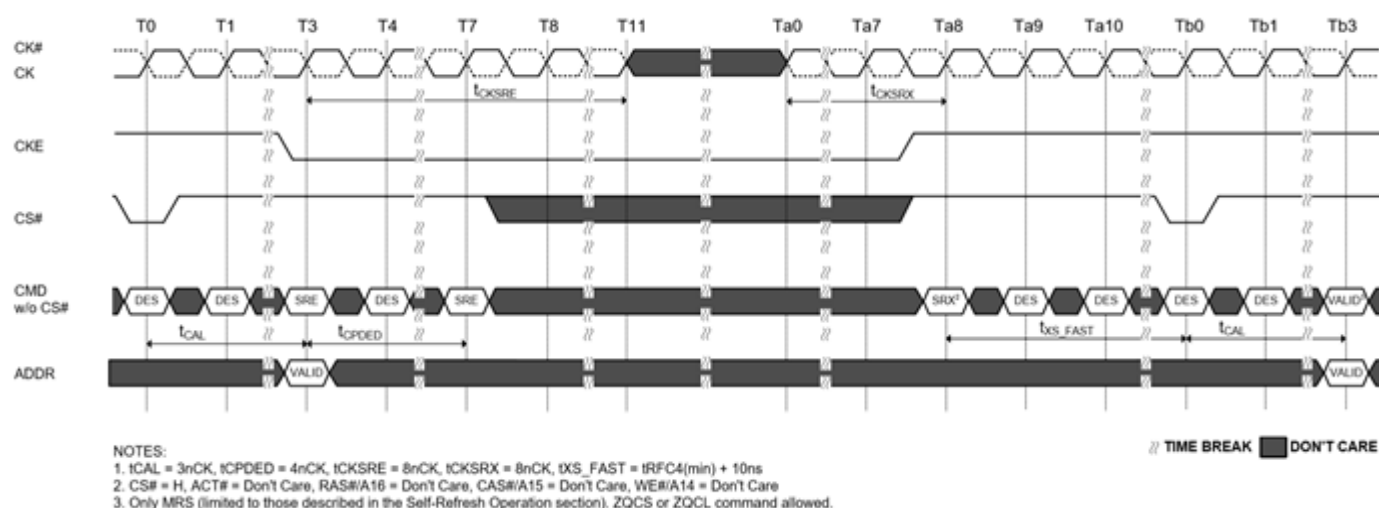 T0 T1 T3 T4 T7 T8 T11 Ta0 Ta7 Ta8 Ta9 Ta10 Tb0 Tb1 Tb3
CK#
CK
tCKSRE tCKSRX
CKE
CS#
CMD
w/o CS#
DES DES SRE DES SRE SRX² DES DES DES DES VALID³
tCAL tCPDED tXS_FAST tCAL
ADDR
VALID VALID
TIME BREAK DON'T CARE
NOTES:
1. tCAL = 3nCK, tCPDED = 4nCK, tCKSRE = 8nCK, tCKSRX = 8nCK, tXS_FAST = tRFC4(min) + 10ns
2. CS# = H, ACT# = Don't Care, RAS#/A16 = Don't Care, CAS#/A15 = Don't Care, WE#/A14 = Don't Care
3. Only MRS (limited to those described in the Self-Refresh Operation section). ZQCS or ZQCL command allowed.